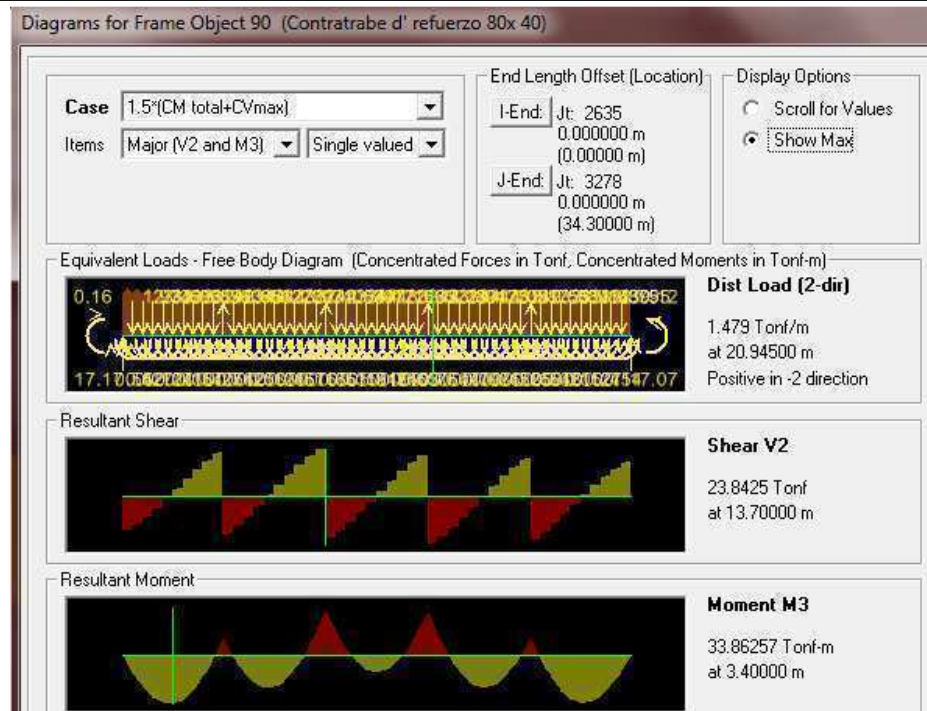 Diagrams for Frame Object 90 (Contratrabe d' refuerzo 80x 40)
Case 1.5*(CM total+CVmax)
Items Major (V2 and M3) Single valued
End Length Offset (Location)
I-End: Jt: 2635
0.000000 m
(0.00000 m)
J-End: Jt: 3278
0.000000 m
(34.30000 m)
Display Options
Scroll for Values
Show Max
Equivalent Loads - Free Body Diagram (Concentrated Forces in Tonf, Concentrated Moments in Tonf-m)
0.16
Dist Load (2-dir)
1.479 Tonf/m
at 20.94500 m
Positive in -2 direction
Resultant Shear
Shear V2
23.8425 Tonf
at 13.70000 m
Resultant Moment
Moment M3
33.86257 Tonf-m
at 3.40000 m